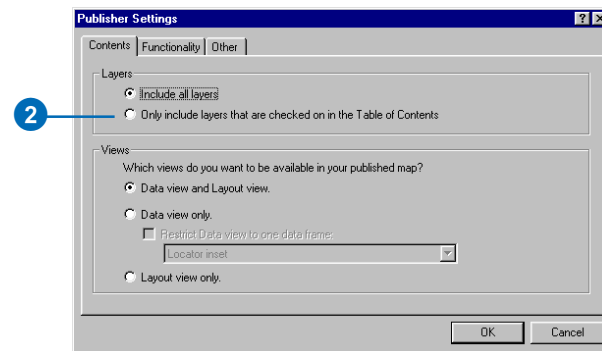 Publisher Settings
Contents Functionality Other
Layers
Include all layers
2
Only include layers that are checked on in the Table of Contents
Views
Which views do you want to be available in your published map?
Data view and Layout view.
Data view only.
Restrict Data view to one data frame:
Locator inset
Layout view only.
OK Cancel